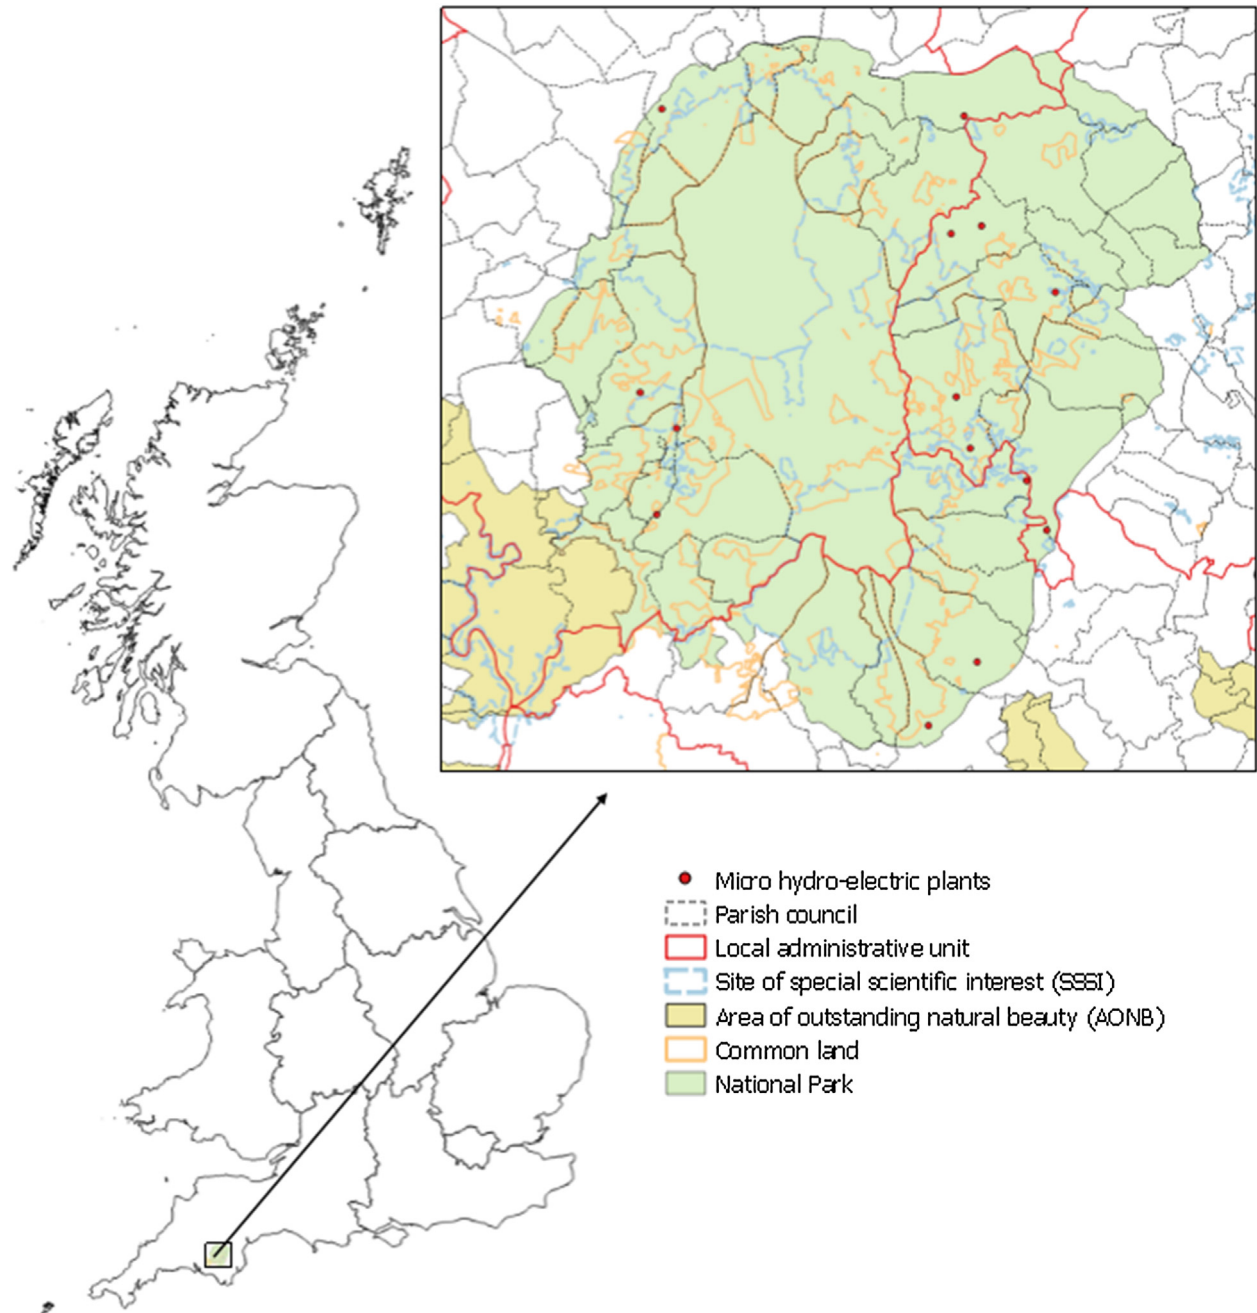 Micro hydro-electric plants
Parish council
Local administrative unit
Site of special scientific interest (SSSI)
Area of outstanding natural beauty (AONB)
Common land
National Park